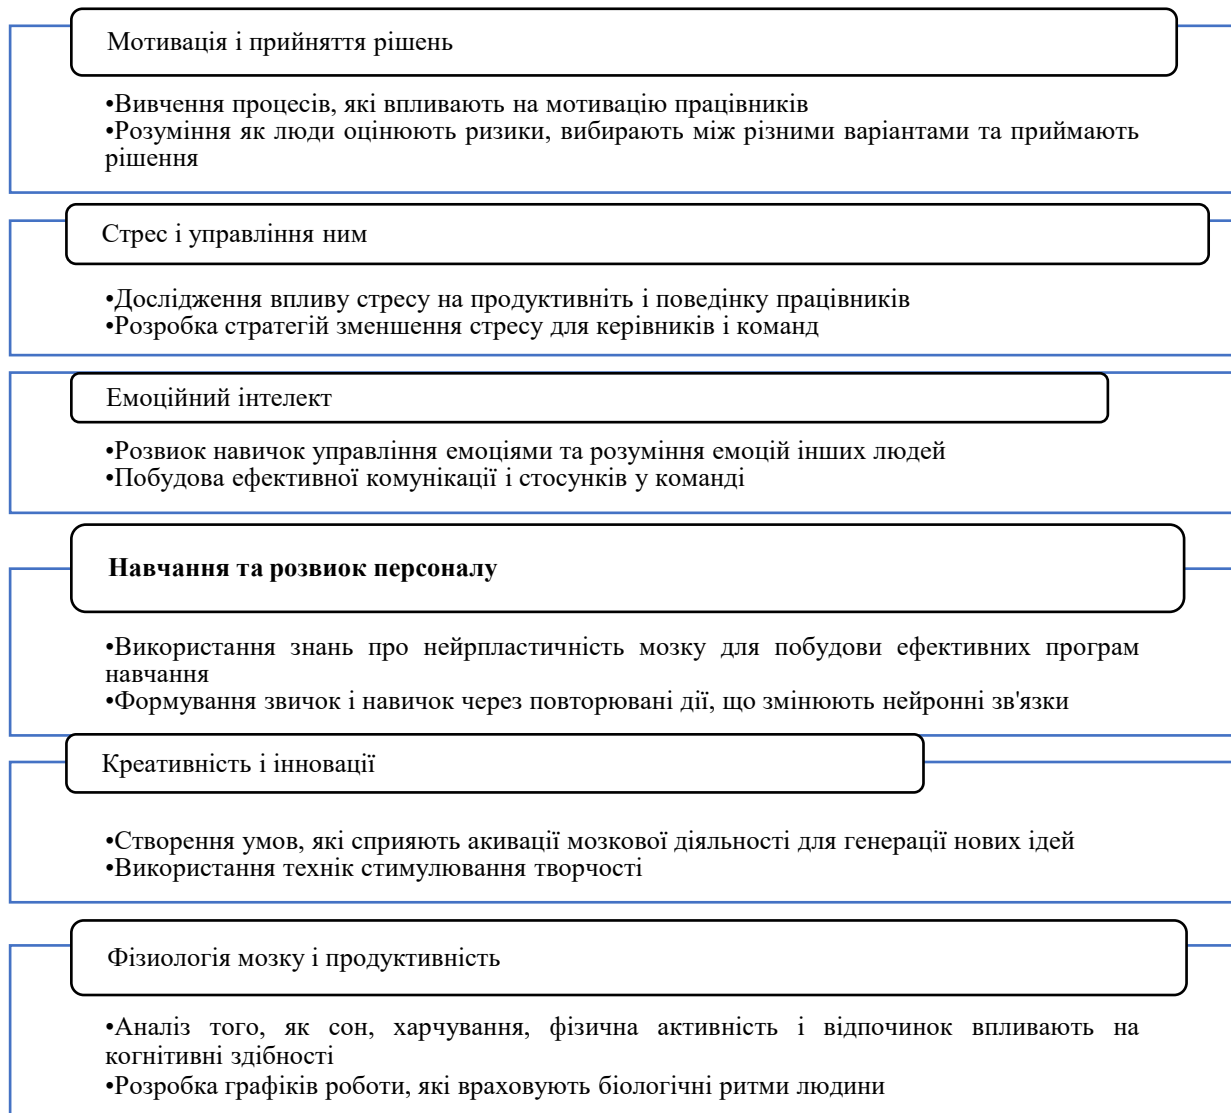 Мотивація і прийняття рішень
•Вивчення процесів, які впливають на мотивацію працівників
•Розуміння як люди оцінюють ризики, вибирають між різними варіантами та приймають
рішення
Стрес і управління ним
•Дослідження впливу стресу на продуктивніть і поведінку працівників
•Розробка стратегій зменшення стресу для керівників і команд
Емоційний інтелект
•Розвиок навичок управління емоціями та розуміння емоцій інших людей
•Побудова ефективної комунікації і стосунків у команді
Навчання та розвиок персоналу
•Використання знань про нейрпластичність мозку для побудови ефективних програм
навчання
•Формування звичок і навичок через повторювані дії, що змінюють нейронні зв'язки
Креативність і інновації
•Створення умов, які сприяють акивації мозкової діяльності для генерації нових ідей
•Використання технік стимулювання творчості
Фізиологія мозку і продуктивність
•Аналіз того, як сон, харчування, фізична активність і відпочинок впливають на
когнітивні здібності
•Розробка графіків роботи, які враховують біологічні ритми людини